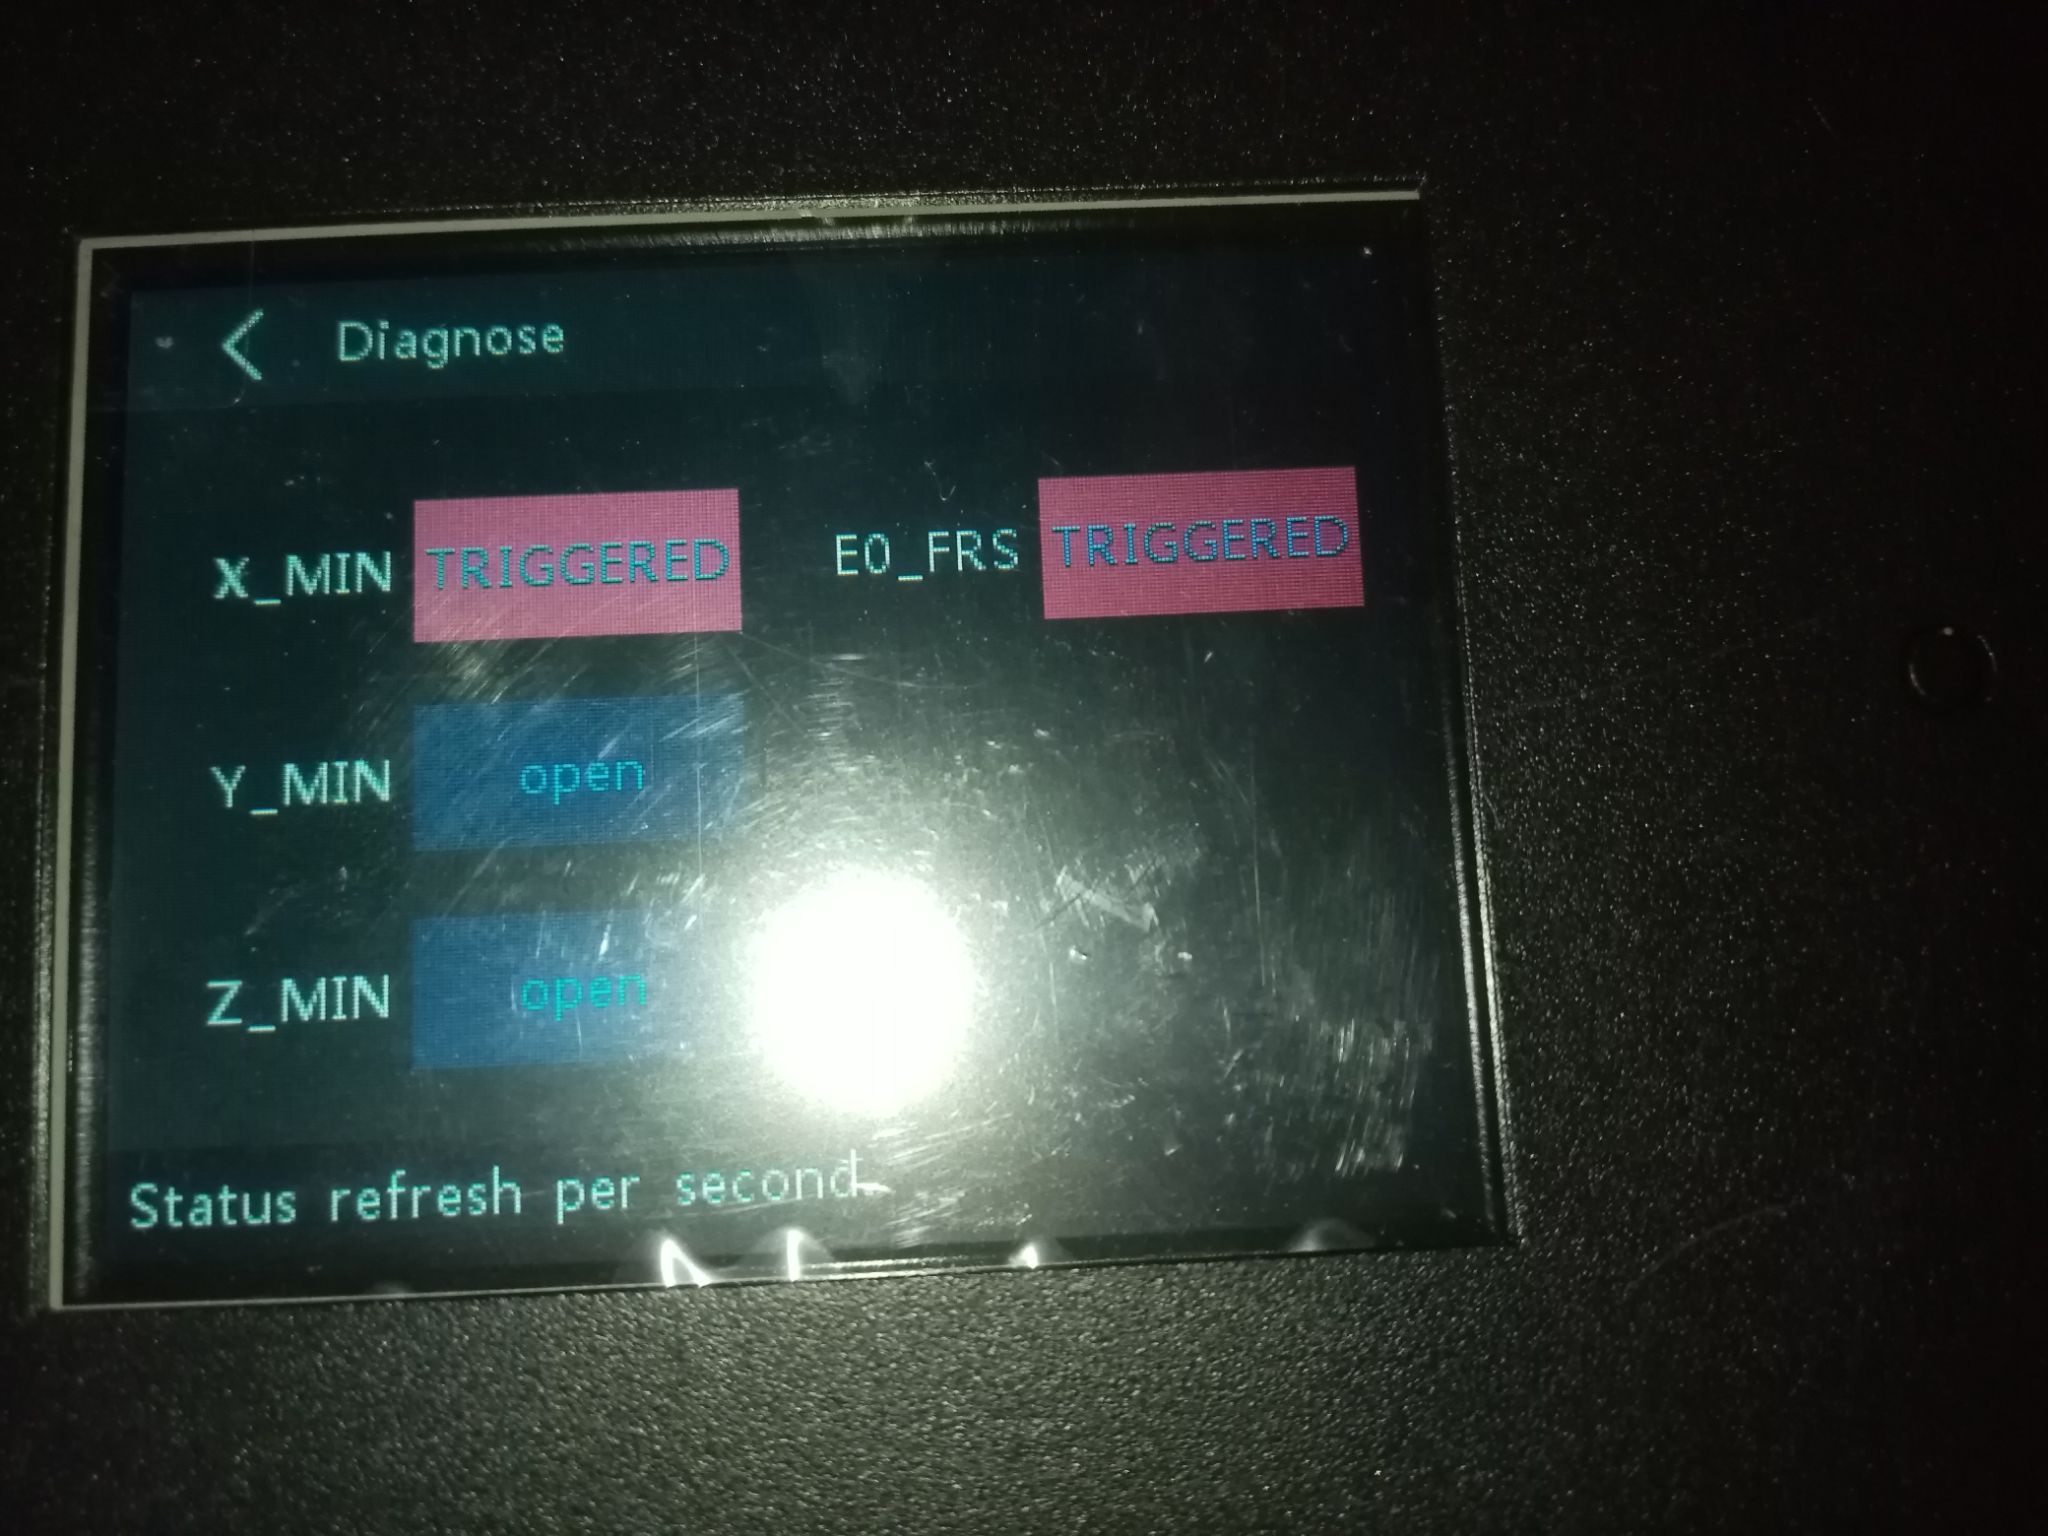 Diagnose
X_MIN TRIGGERED E0_FRS TRIGGERED
Y_MIN open
Z_MIN open
Status refresh per second.